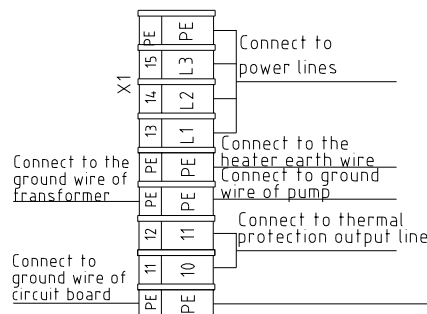 PE PE
Connect to
power lines
15 L3
X1
14 L2
13 L1
Connect to the
heater earth wire
PE PE
Connect to the
ground wire of
transformer
Connect to ground
wire of pump
PE PE
Connect to thermal
protection output line
12 11
11 10
Connect to
ground wire of
circuit board
PE PE